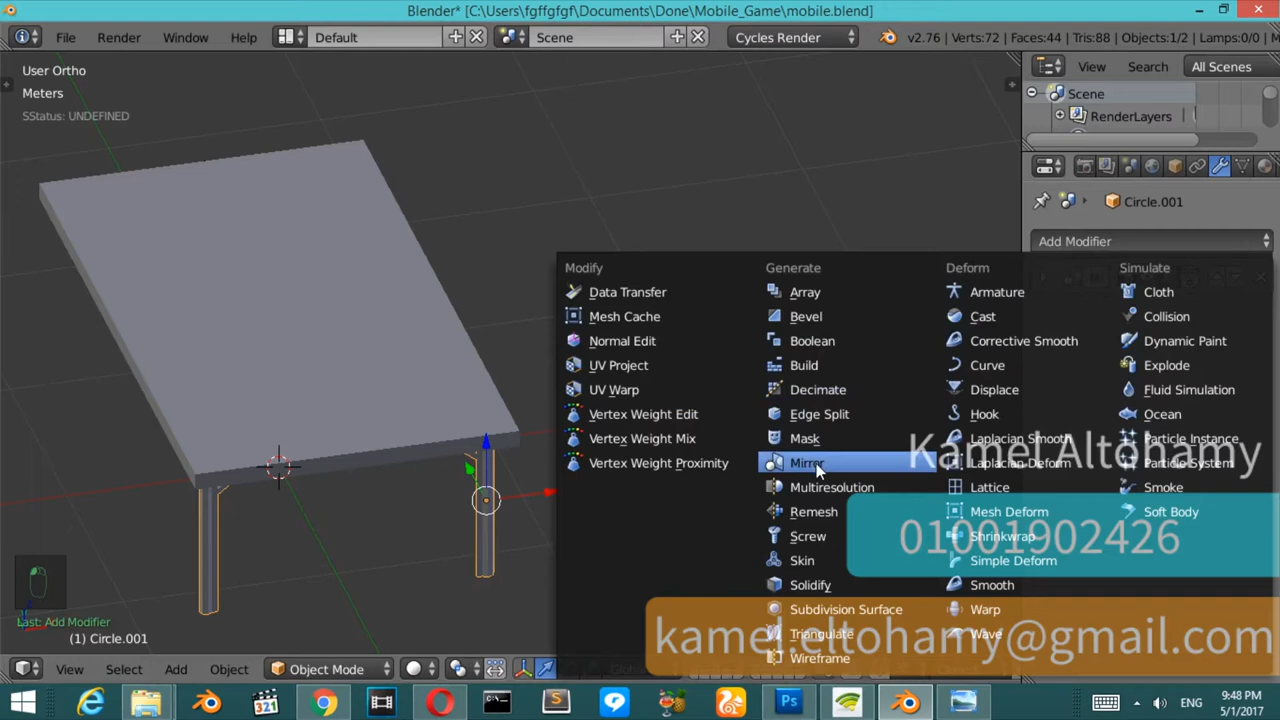 Blender* [C:\Users\fgffgfgf\Documents\Done\Mobile_Game\mobile.blend]
File Render Window Help Default Scene Cycles Render v2.76 | Verts:72 | Faces:44 | Tris:88 | Objects:1/2 | Lamps:0/0 | M
User Ortho
Meters
SStatus: UNDEFINED
View Search All Scenes
Scene
RenderLayers
Circle.001
Add Modifier
Modify Generate Deform Simulate
Data Transfer Array Armature Cloth
Mesh Cache Bevel Cast Collision
Normal Edit Boolean Corrective Smooth Dynamic Paint
UV Project Build Curve Explode
UV Warp Decimate Displace Fluid Simulation
Vertex Weight Edit Edge Split Hook Ocean
Vertex Weight Mix Mask Laplacian Smooth Particle Instance
Vertex Weight Proximity Mirror Laplacian Deform Particle System
Kamel Altohamy
Multiresolution Lattice Smoke
Remesh Mesh Deform Soft Body
Screw Shrinkwrap
01001902426
Skin Simple Deform
Solidify Smooth
Subdivision Surface Warp
Triangulate Wave
kamel.eltohamy@gmail.com
Wireframe
Last: Add Modifier
(1) Circle.001
View Select Add Object Object Mode
321
Ps
ENG
9:48 PM
5/1/2017